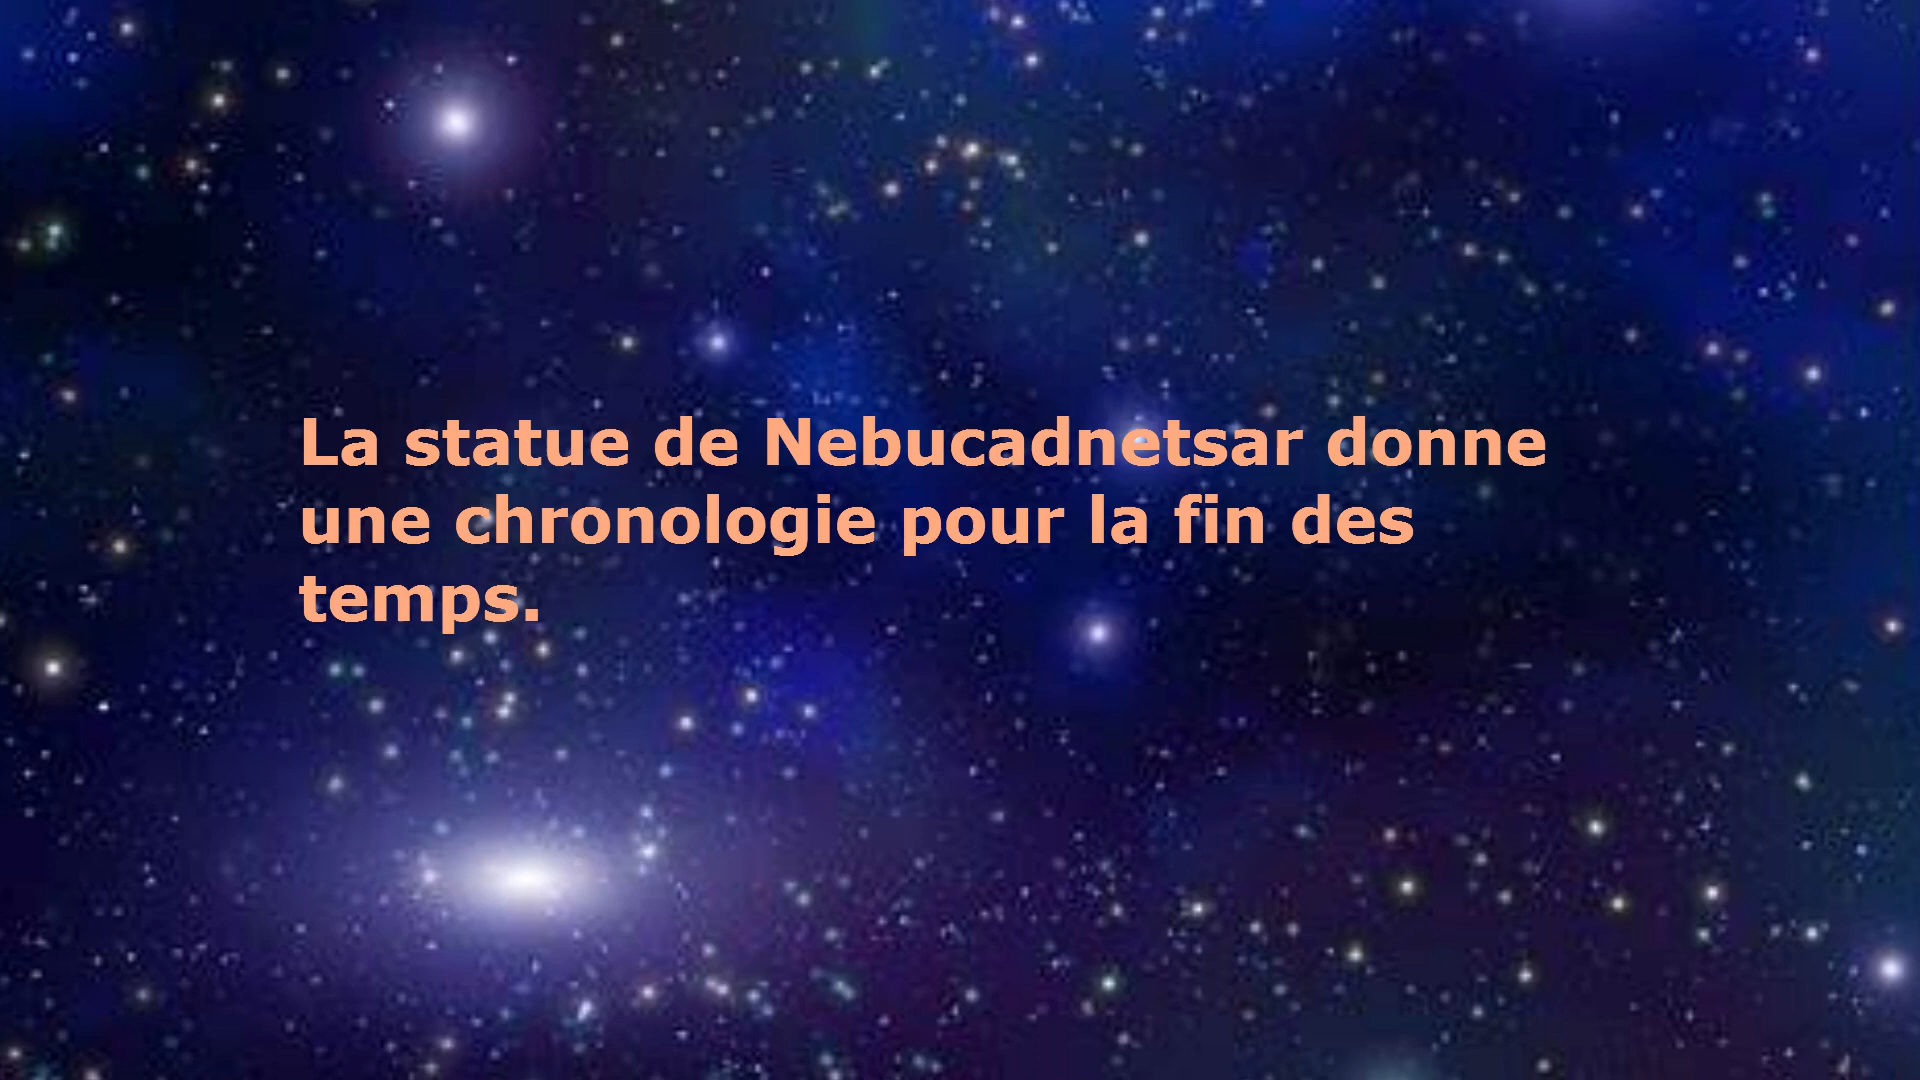 La statue de Nebucadnetsar donne
une chronologie pour la fin des
temps.